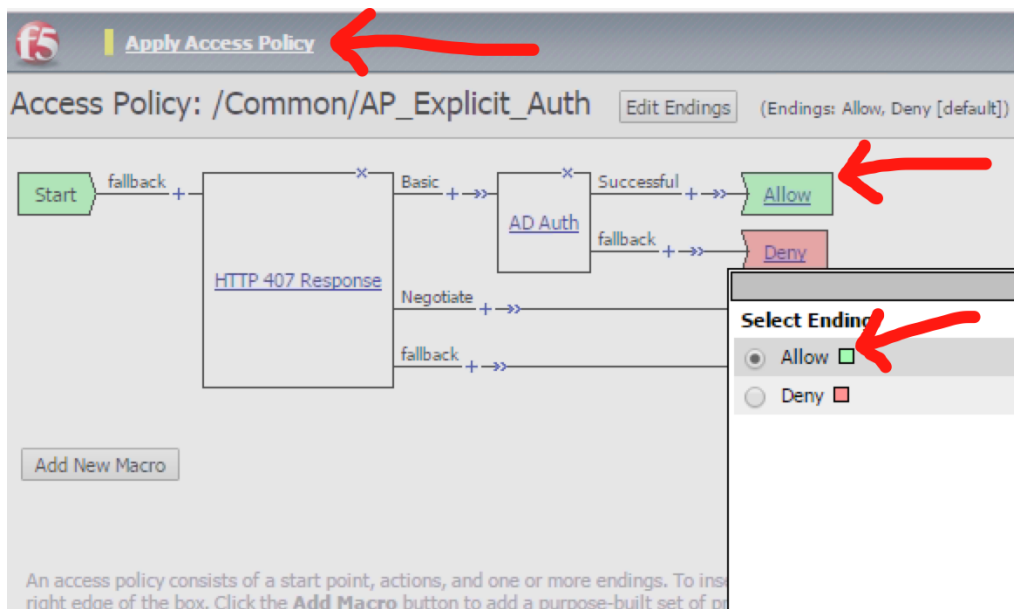 f5 Apply Access Policy
Access Policy: /Common/AP_Explicit_Auth Edit Endings (Endings: Allow, Deny [default])
Start fallback + HTTP 407 Response × Basic + AD Auth × Successful + Allow
fallback + Deny
Negotiate +
fallback +
Select Ending
Allow
Deny
Add New Macro
An access policy consists of a start point, actions, and one or more endings. To
right edge of the box. Click the Add Macro button to add a purpose-built set of